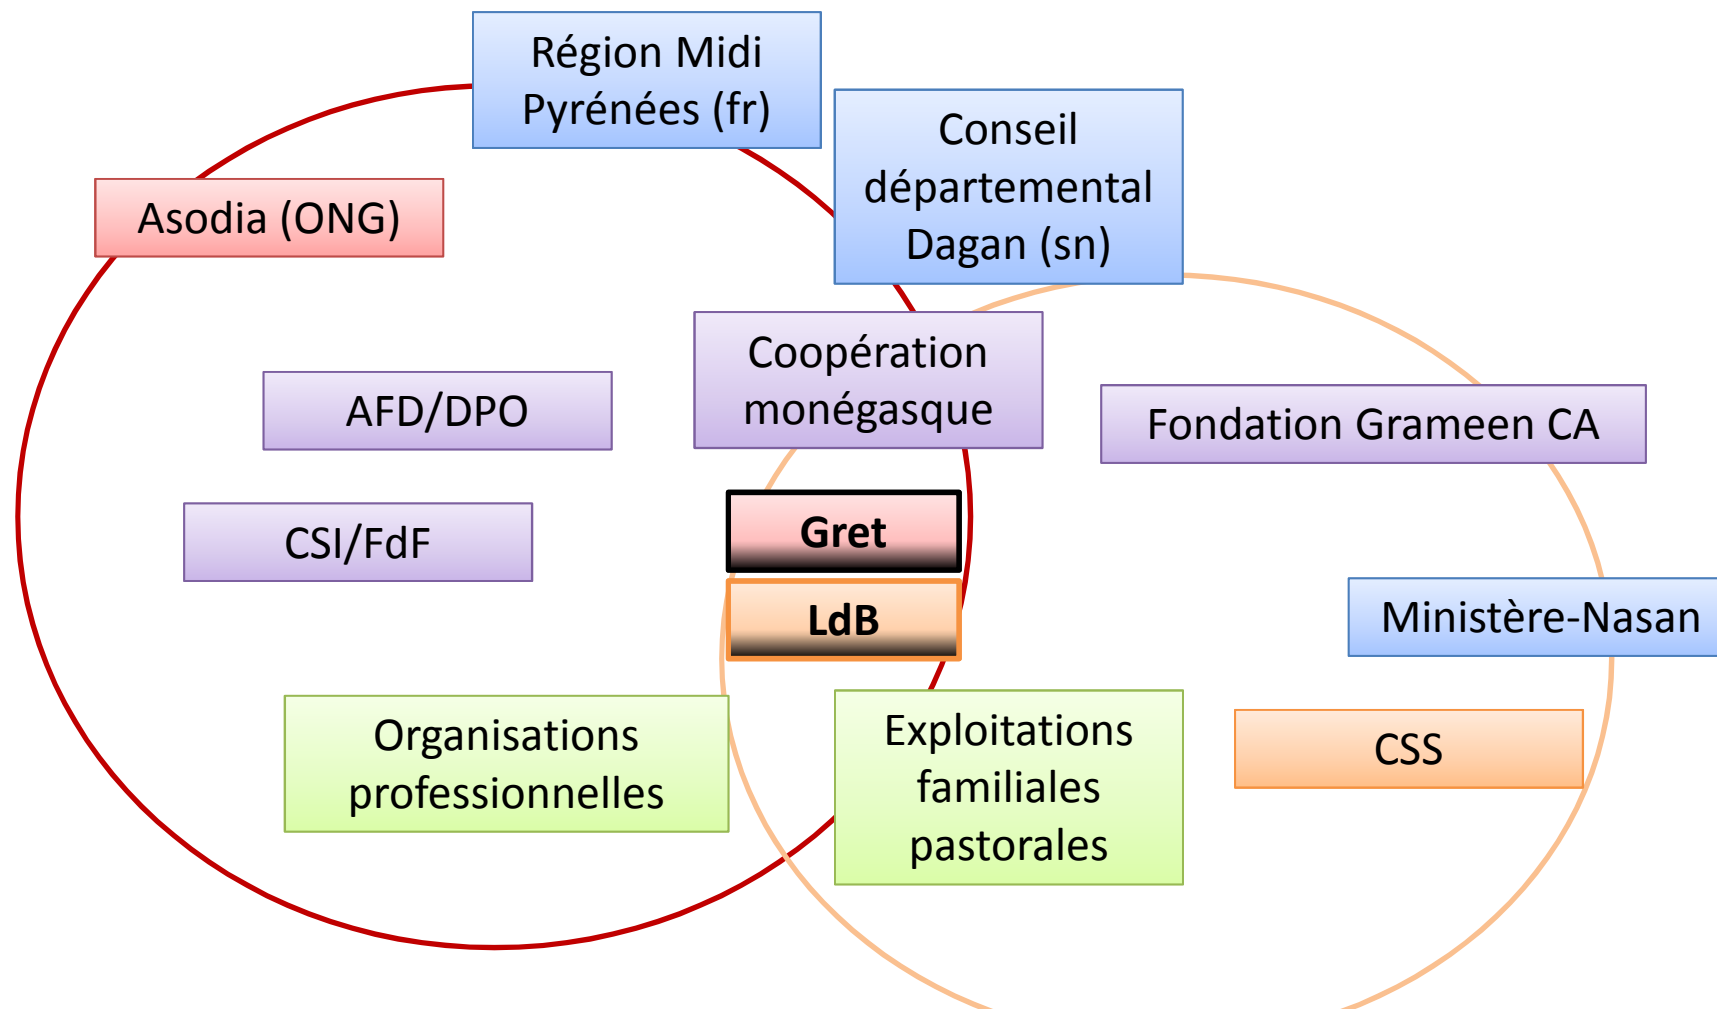 Région Midi
Pyrénées (fr)
Conseil
départemental
Dagan (sn)
Asodia (ONG)
Coopération
monégasque
AFD/DPO
Fondation Grameen CA
CSI/FdF
Gret
LdB
Ministère-Nasan
Organisations
professionnelles
Exploitations
familiales
pastorales
CSS